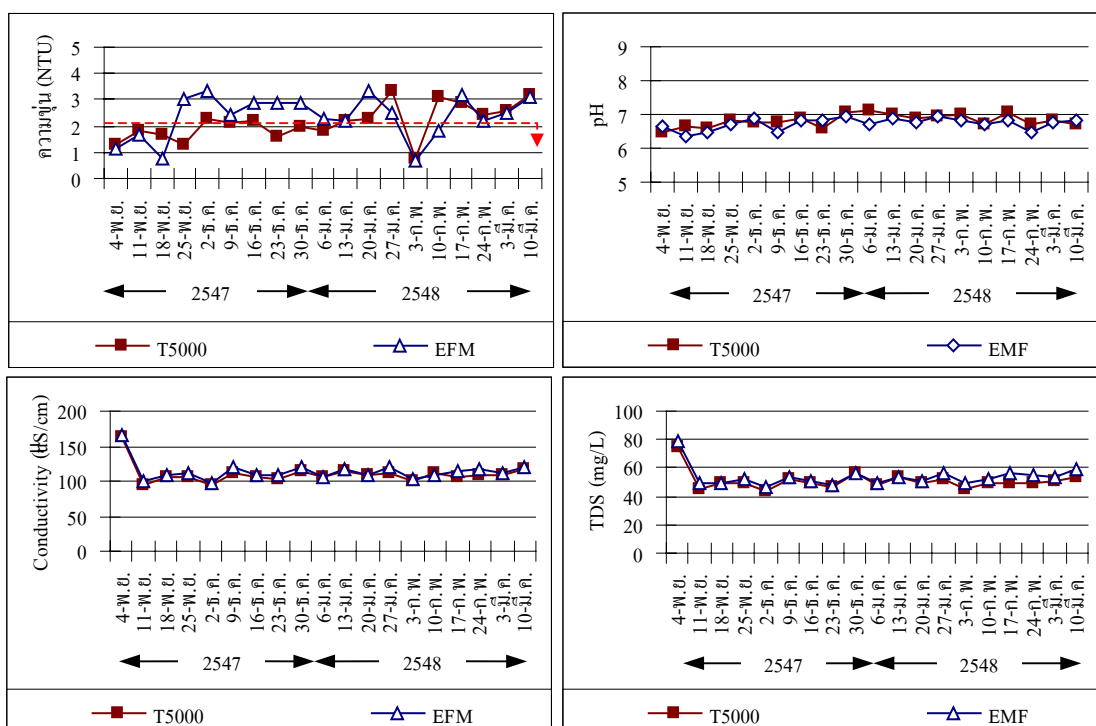 ความขุ่น (NTU)
5
4
3
2
1
0
4-พ.ย.
11-พ.ย.
18-พ.ย.
25-พ.ย.
2-ธ.ค.
9-ธ.ค.
16-ธ.ค.
23-ธ.ค.
30-ธ.ค.
6-ม.ค.
13-ม.ค.
20-ม.ค.
27-ม.ค.
3-ก.พ.
10-ก.พ.
17-ก.พ.
24-ก.พ.
3-มี.ค.
10-มี.ค.
2547
2548
T5000
EFM
pH
9
8
7
6
5
4-พ.ย.
11-พ.ย.
18-พ.ย.
25-พ.ย.
2-ธ.ค.
9-ธ.ค.
16-ธ.ค.
23-ธ.ค.
30-ธ.ค.
6-ม.ค.
13-ม.ค.
20-ม.ค.
27-ม.ค.
3-ก.พ.
10-ก.พ.
17-ก.พ.
24-ก.พ.
3-มี.ค.
10-มี.ค.
2547
2548
T5000
EMF
200
150
100
50
0
4-พ.ย.
11-พ.ย.
18-พ.ย.
25-พ.ย.
2-ธ.ค.
9-ธ.ค.
16-ธ.ค.
23-ธ.ค.
30-ธ.ค.
6-ม.ค.
13-ม.ค.
20-ม.ค.
27-ม.ค.
3-ก.พ.
10-ก.พ.
17-ก.พ.
24-ก.พ.
3-มี.ค.
10-มี.ค.
Conductivity
2547
2548
T5000
EFM
TDS (mg/L)
100
80
60
40
20
0
4-พ.ย.
11-พ.ย.
18-พ.ย.
25-พ.ย.
2-ธ.ค.
9-ธ.ค.
16-ธ.ค.
23-ธ.ค.
30-ธ.ค.
6-ม.ค.
13-ม.ค.
20-ม.ค.
27-ม.ค.
3-ก.พ.
10-ก.พ.
17-ก.พ.
24-ก.พ.
3-มี.ค.
10-มี.ค.
2547
2548
T5000
EMF